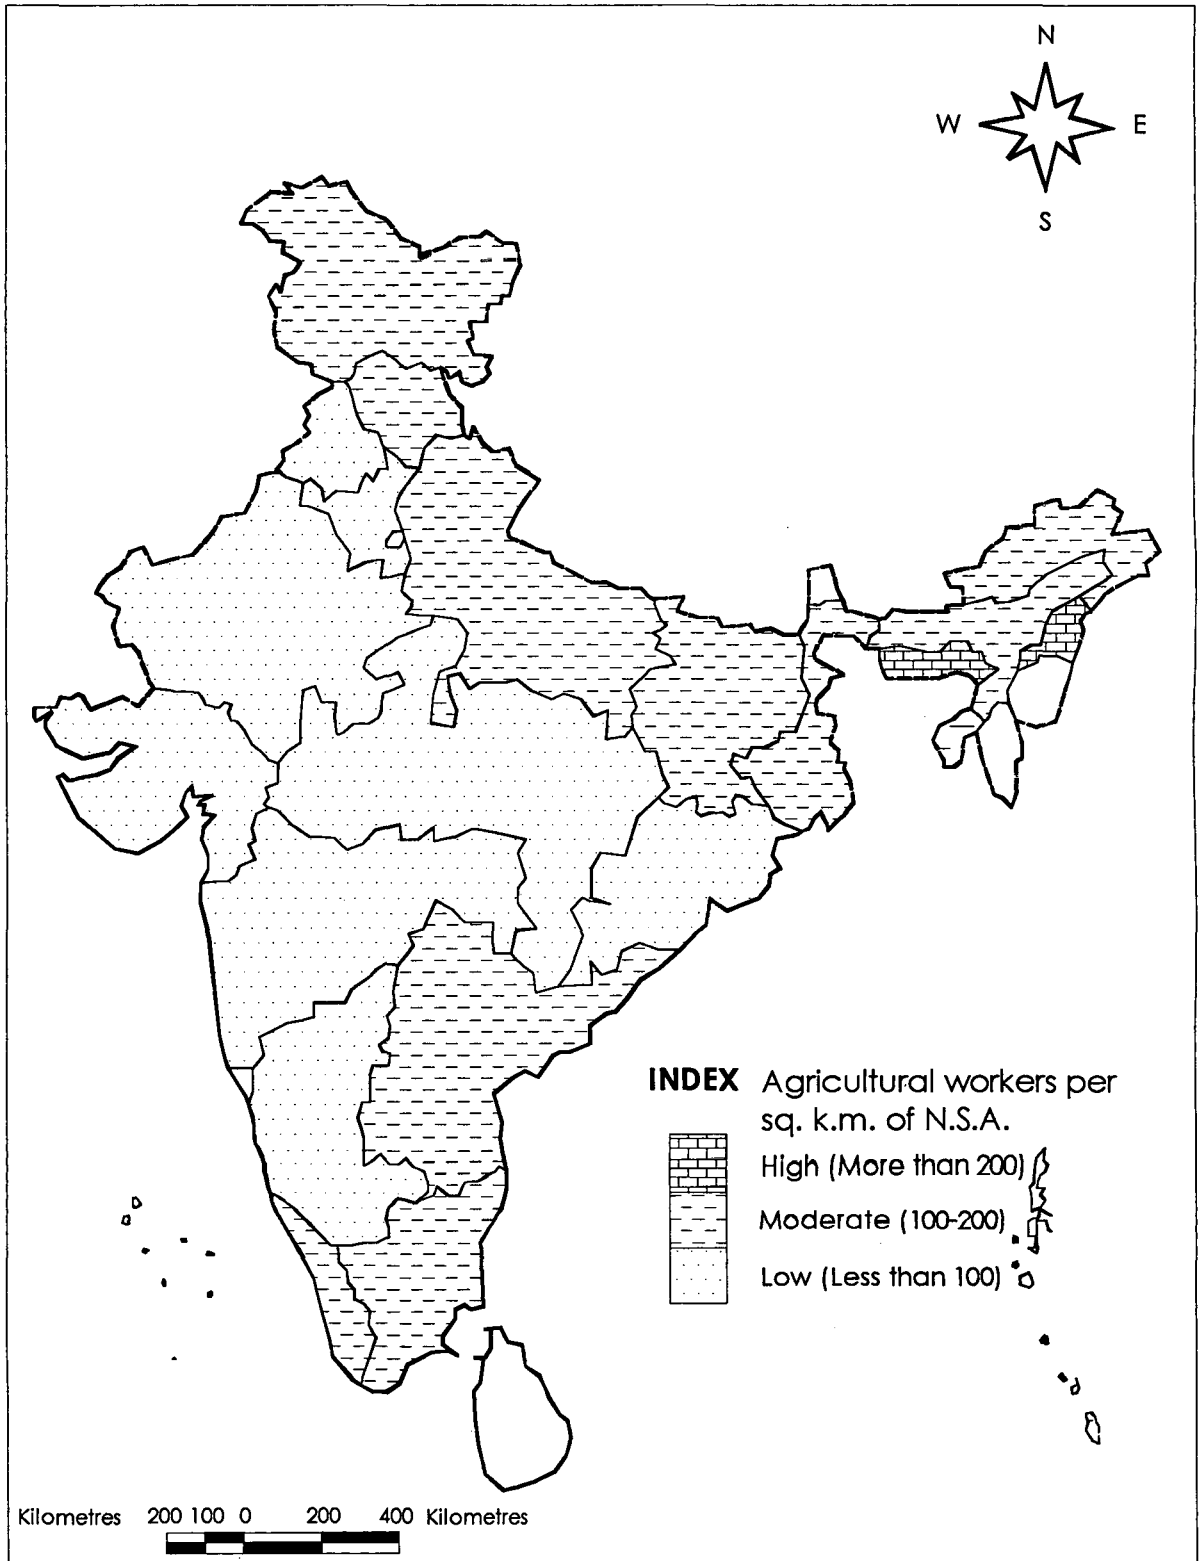 N
W E
S
INDEX Agricultural workers per
sq. k.m. of N.S.A.
High (More than 200)
Moderate (100-200)
Low (Less than 100)
Kilometres 200 100 0 200 400 Kilometres